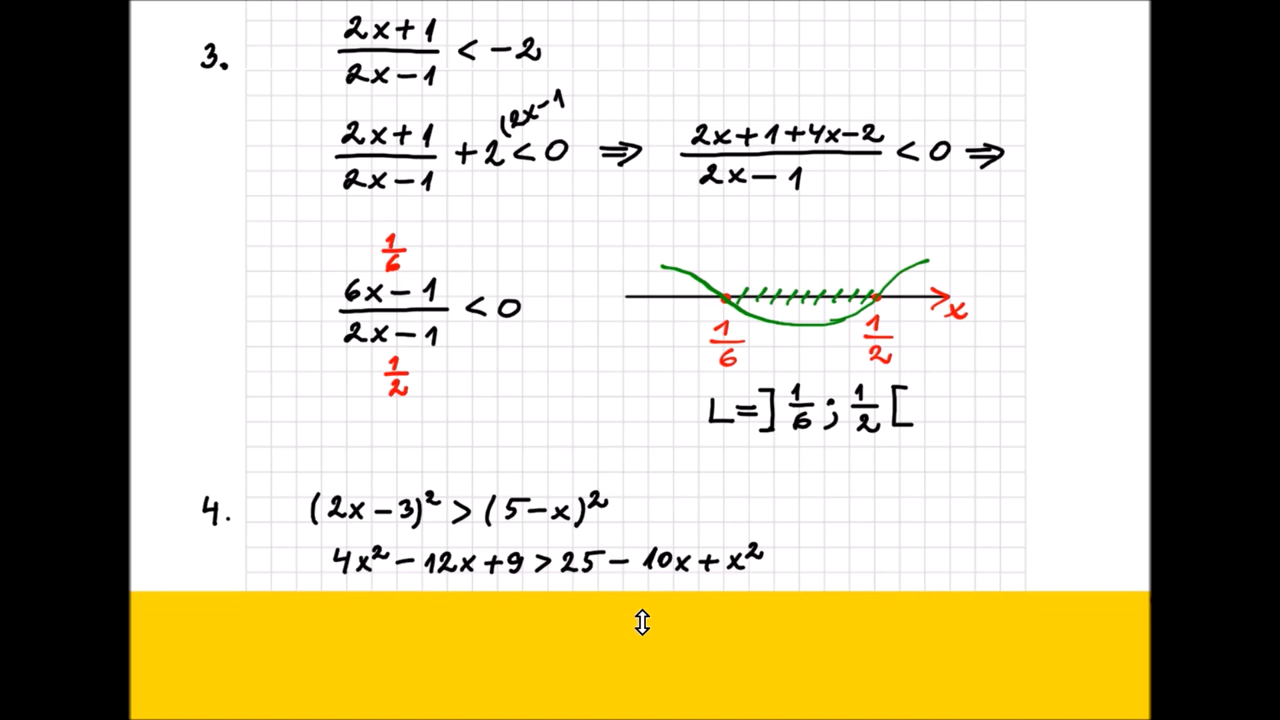 3. (2x+1)/(2x−1) < −2
(2x+1)/(2x−1) + 2 (2x−1 < 0 ⇒ (2x+1+4x−2)/(2x−1) < 0 ⇒
1/6
(6x−1)/(2x−1) < 0
1/2
1/6 1/2 x
L = ] 1/6 ; 1/2 [
4. (2x−3)² > (5−x)²
4x² − 12x + 9 > 25 − 10x + x²